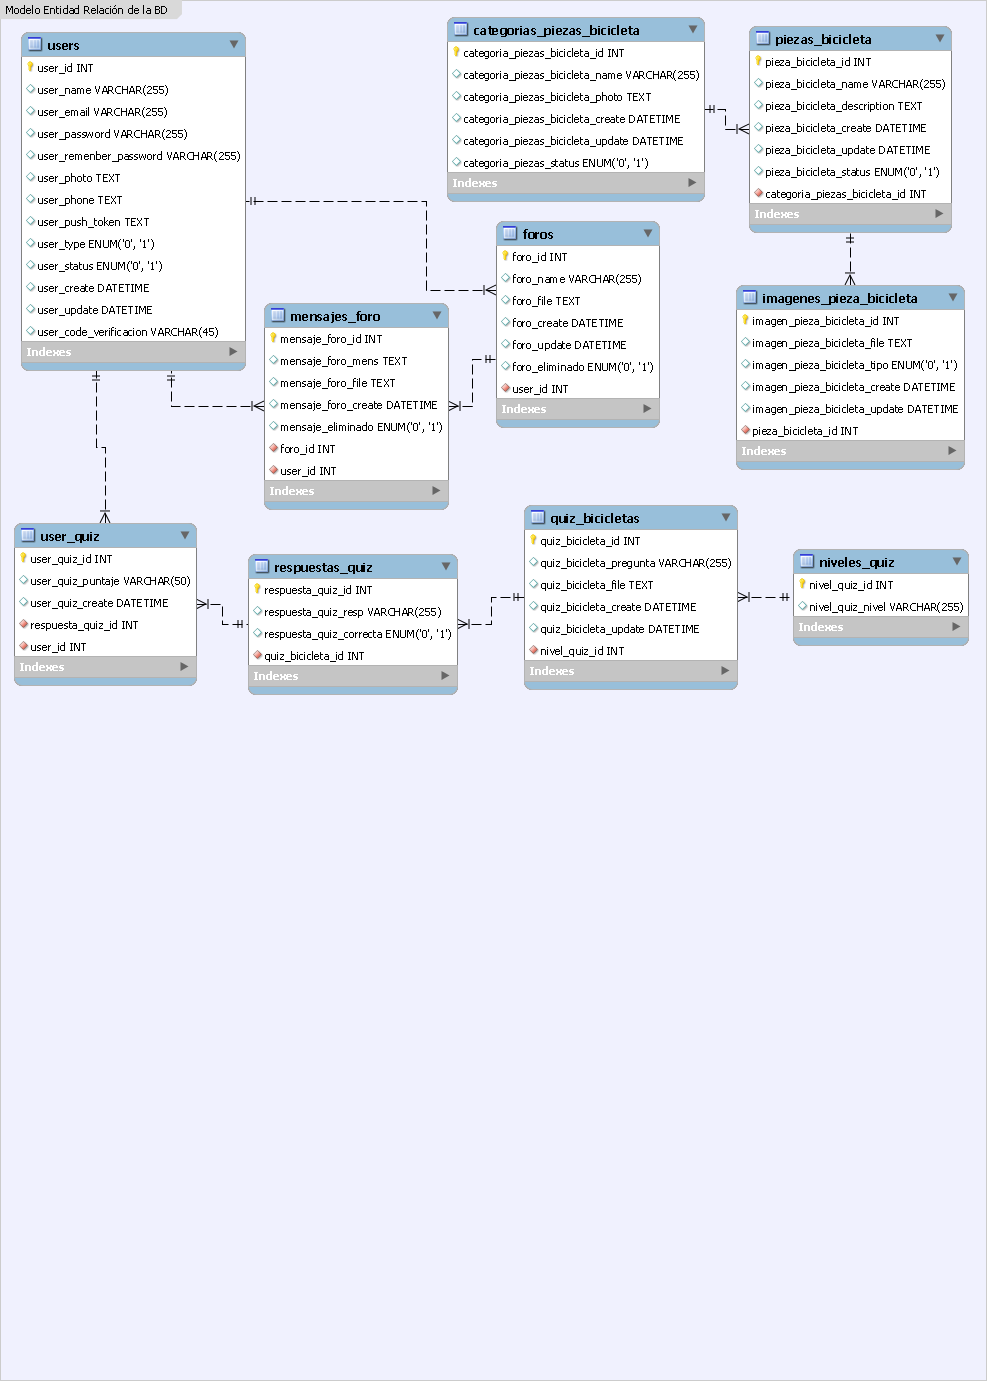 Modelo Entidad Relación de la BD
users
user_id INT
user_name VARCHAR(255)
user_email VARCHAR(255)
user_password VARCHAR(255)
user_remenber_password VARCHAR(255)
user_photo TEXT
user_phone TEXT
user_push_token TEXT
user_type ENUM('0', '1')
user_status ENUM('0', '1')
user_create DATETIME
user_update DATETIME
user_code_verificacion VARCHAR(45)
Indexes
categorias_piezas_bicicleta
categoria_piezas_bicicleta_id INT
categoria_piezas_bicicleta_name VARCHAR(255)
categoria_piezas_bicicleta_photo TEXT
categoria_piezas_bicicleta_create DATETIME
categoria_piezas_bicicleta_update DATETIME
categoria_piezas_status ENUM('0', '1')
Indexes
piezas_bicicleta
pieza_bicicleta_id INT
pieza_bicicleta_name VARCHAR(255)
pieza_bicicleta_description TEXT
pieza_bicicleta_create DATETIME
pieza_bicicleta_update DATETIME
pieza_bicicleta_status ENUM('0', '1')
categoria_piezas_bicicleta_id INT
Indexes
foros
foro_id INT
foro_name VARCHAR(255)
foro_file TEXT
foro_create DATETIME
foro_update DATETIME
foro_eliminado ENUM('0', '1')
user_id INT
Indexes
mensajes_foro
mensaje_foro_id INT
mensaje_foro_mens TEXT
mensaje_foro_file TEXT
mensaje_foro_create DATETIME
mensaje_eliminado ENUM('0', '1')
foro_id INT
user_id INT
Indexes
imagenes_pieza_bicicleta
imagen_pieza_bicicleta_id INT
imagen_pieza_bicicleta_file TEXT
imagen_pieza_bicicleta_tipo ENUM('0', '1')
imagen_pieza_bicicleta_create DATETIME
imagen_pieza_bicicleta_update DATETIME
pieza_bicicleta_id INT
Indexes
user_quiz
user_quiz_id INT
user_quiz_puntaje VARCHAR(50)
user_quiz_create DATETIME
respuesta_quiz_id INT
user_id INT
Indexes
respuestas_quiz
respuesta_quiz_id INT
respuesta_quiz_resp VARCHAR(255)
respuesta_quiz_correcta ENUM('0', '1')
quiz_bicicleta_id INT
Indexes
quiz_bicicletas
quiz_bicicleta_id INT
quiz_bicicleta_pregunta VARCHAR(255)
quiz_bicicleta_file TEXT
quiz_bicicleta_create DATETIME
quiz_bicicleta_update DATETIME
nivel_quiz_id INT
Indexes
niveles_quiz
nivel_quiz_id INT
nivel_quiz_nivel VARCHAR(255)
Indexes